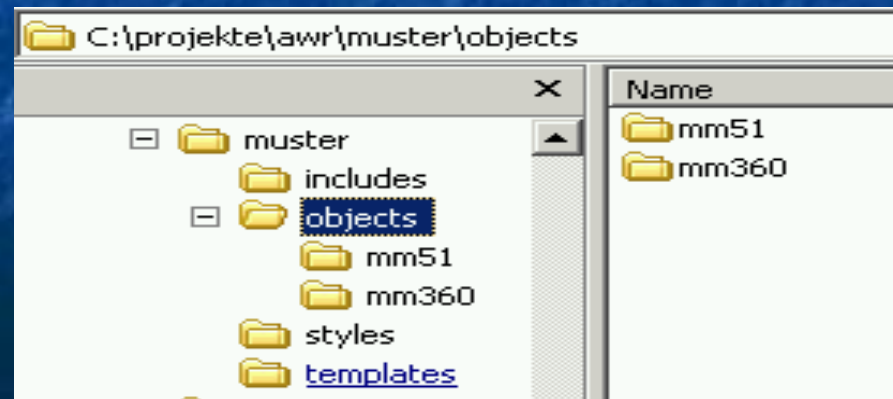 C:\projekte\awr\muster\objects
Name
muster
includes
objects
mm51
mm360
styles
templates
mm51
mm360